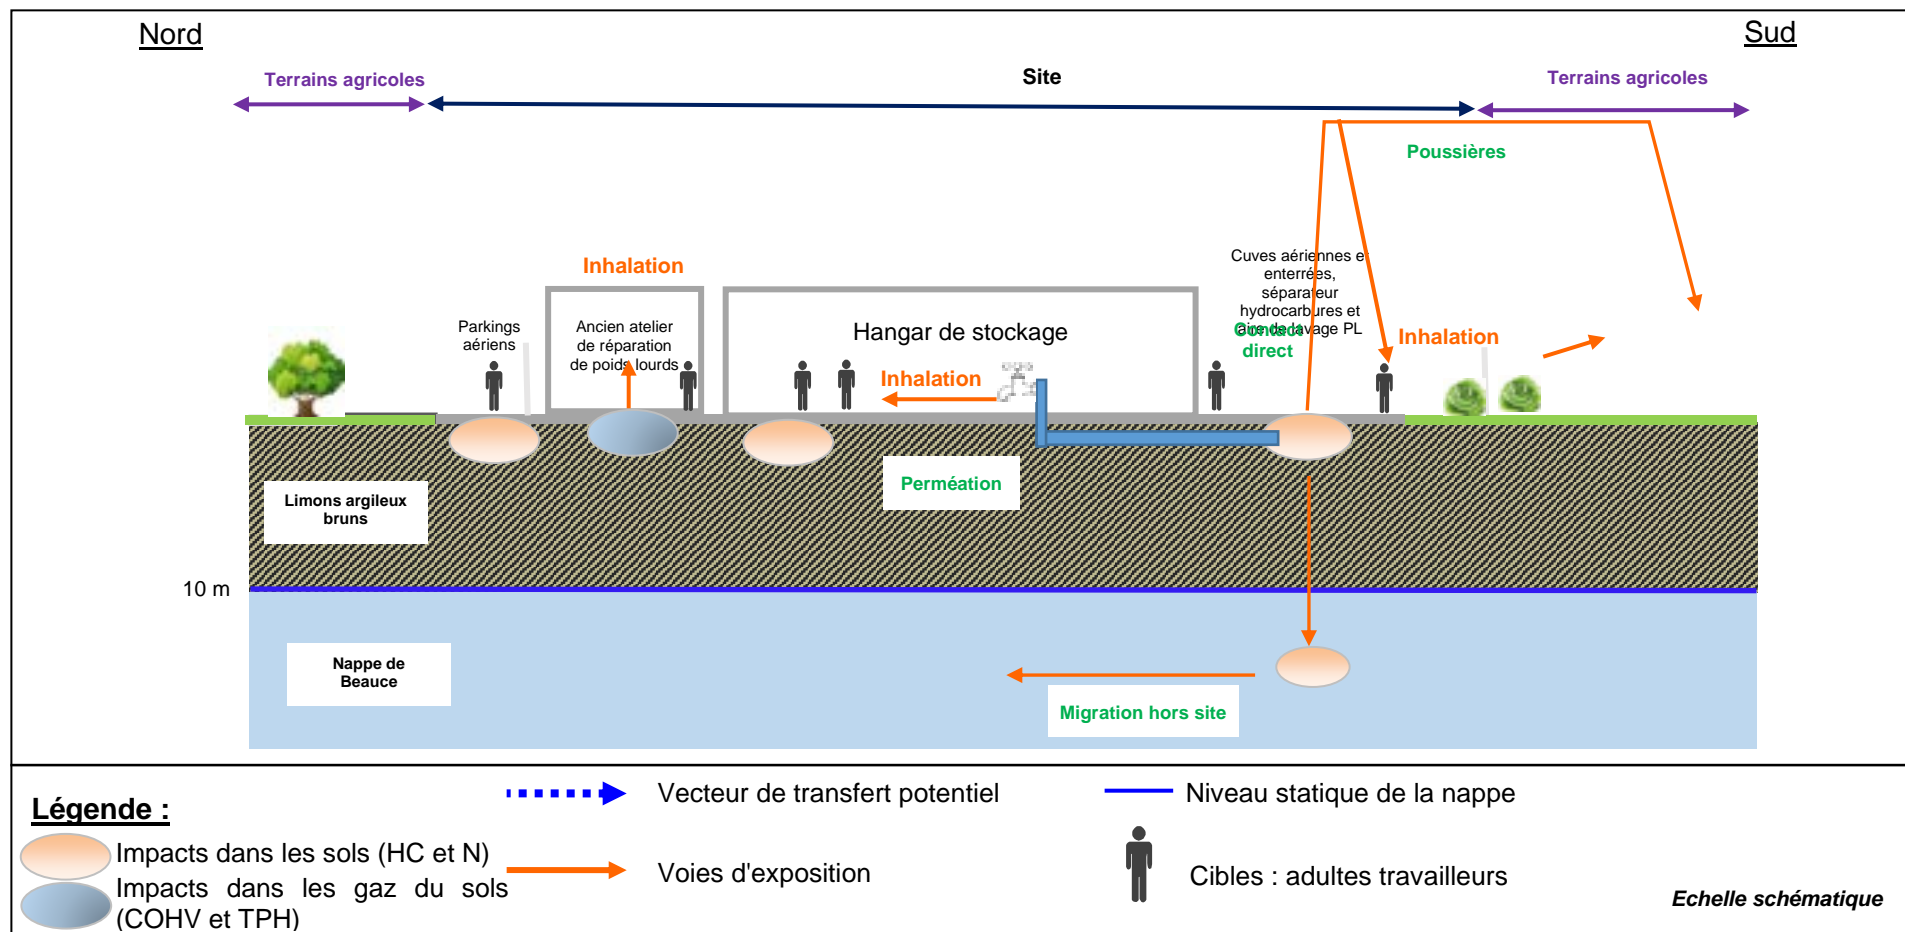 Nord
Sud
Terrains agricoles
Site
Terrains agricoles
Poussières
Inhalation
Cuves aériennes et
enterrées,
séparateur
hydrocarbures et
aire de lavage PL
Parkings
aériens
Ancien atelier
de réparation
de poids lourds
Hangar de stockage
Contact
direct
Inhalation
Inhalation
Perméation
Limons argileux
bruns
10 m
Nappe de
Beauce
Migration hors site
Légende :
Vecteur de transfert potentiel
Niveau statique de la nappe
Impacts dans les sols (HC et N)
Voies d'exposition
Cibles : adultes travailleurs
Impacts dans les gaz du sols
(COHV et TPH)
Echelle schématique